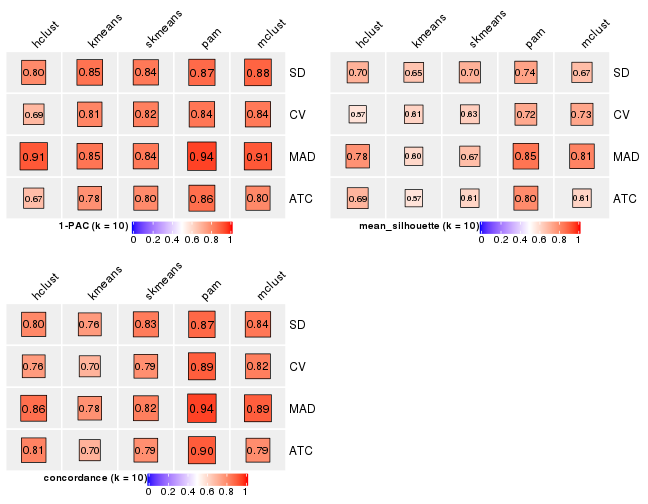 hclust kmeans skmeans pam mclust
0.80 0.85 0.84 0.87 0.88 SD
0.69 0.81 0.82 0.84 0.84 CV
0.91 0.85 0.84 0.94 0.91 MAD
0.67 0.78 0.80 0.86 0.80 ATC
1-PAC (k = 10)
0 0.2 0.4 0.6 0.8 1
hclust kmeans skmeans pam mclust
0.70 0.65 0.70 0.74 0.67 SD
0.57 0.61 0.63 0.72 0.73 CV
0.78 0.60 0.67 0.85 0.81 MAD
0.69 0.57 0.61 0.80 0.61 ATC
mean_silhouette (k = 10)
0 0.2 0.4 0.6 0.8 1
hclust kmeans skmeans pam mclust
0.80 0.76 0.83 0.87 0.84 SD
0.76 0.70 0.79 0.89 0.82 CV
0.86 0.78 0.82 0.94 0.89 MAD
0.81 0.70 0.79 0.90 0.79 ATC
concordance (k = 10)
0 0.2 0.4 0.6 0.8 1